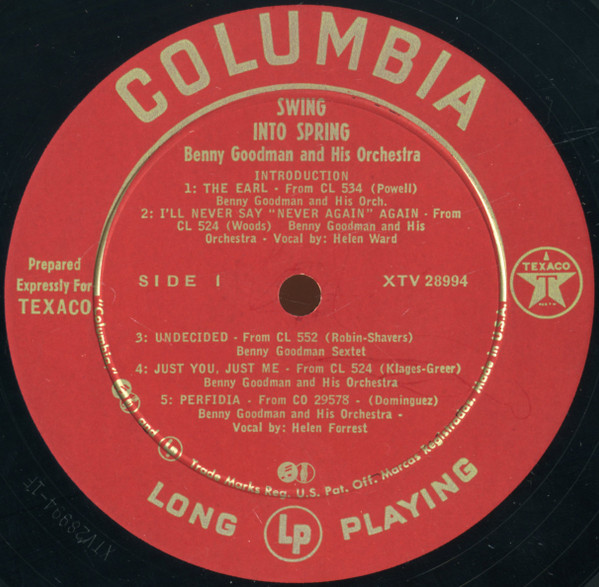 COLUMBIA
SWING
INTO SPRING
Benny Goodman and His Orchestra
INTRODUCTION
1: THE EARL - From CL 534 (Powell)
Benny Goodman and His Orch.
2: I'LL NEVER SAY "NEVER AGAIN" AGAIN - From
CL 524 (Woods) Benny Goodman and His
Orchestra - Vocal by: Helen Ward
Prepared
Expressly For
TEXACO
SIDE 1
XTV 28994
TEXACO
T
3: UNDECIDED - From CL 552 (Robin-Shavers)
Benny Goodman Sextet
4: JUST YOU, JUST ME - From CL 524 (Klages-Greer)
Benny Goodman and His Orchestra
5: PERFIDIA - From CO 29578 - (Dominguez)
Benny Goodman and His Orchestra -
Vocal by: Helen Forrest
"Columbia" and Lp Trade Marks Reg. U.S. Pat. Off. Marcas Registradas. Made in U.S.A.
LONG Lp PLAYING